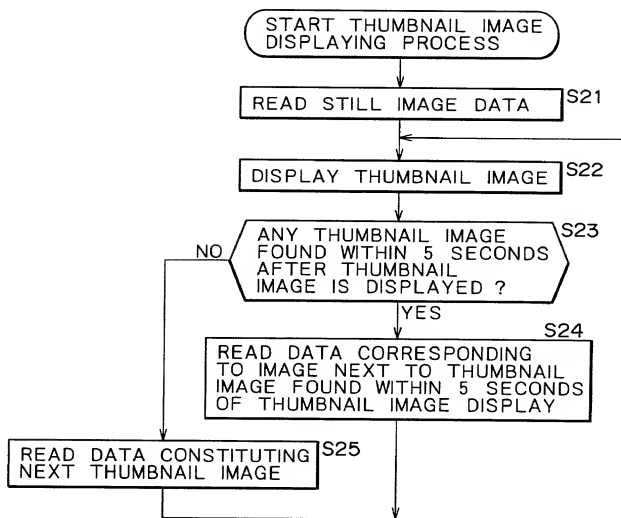 START THUMBNAIL IMAGE
DISPLAYING PROCESS
READ STILL IMAGE DATA
S21
DISPLAY THUMBNAIL IMAGE
S22
ANY THUMBNAIL IMAGE
FOUND WITHIN 5 SECONDS
AFTER THUMBNAIL
IMAGE IS DISPLAYED ?
S23
NO
YES
S24
READ DATA CORRESPONDING
TO IMAGE NEXT TO THUMBNAIL
IMAGE FOUND WITHIN 5 SECONDS
OF THUMBNAIL IMAGE DISPLAY
READ DATA CONSTITUTING
NEXT THUMBNAIL IMAGE
S25